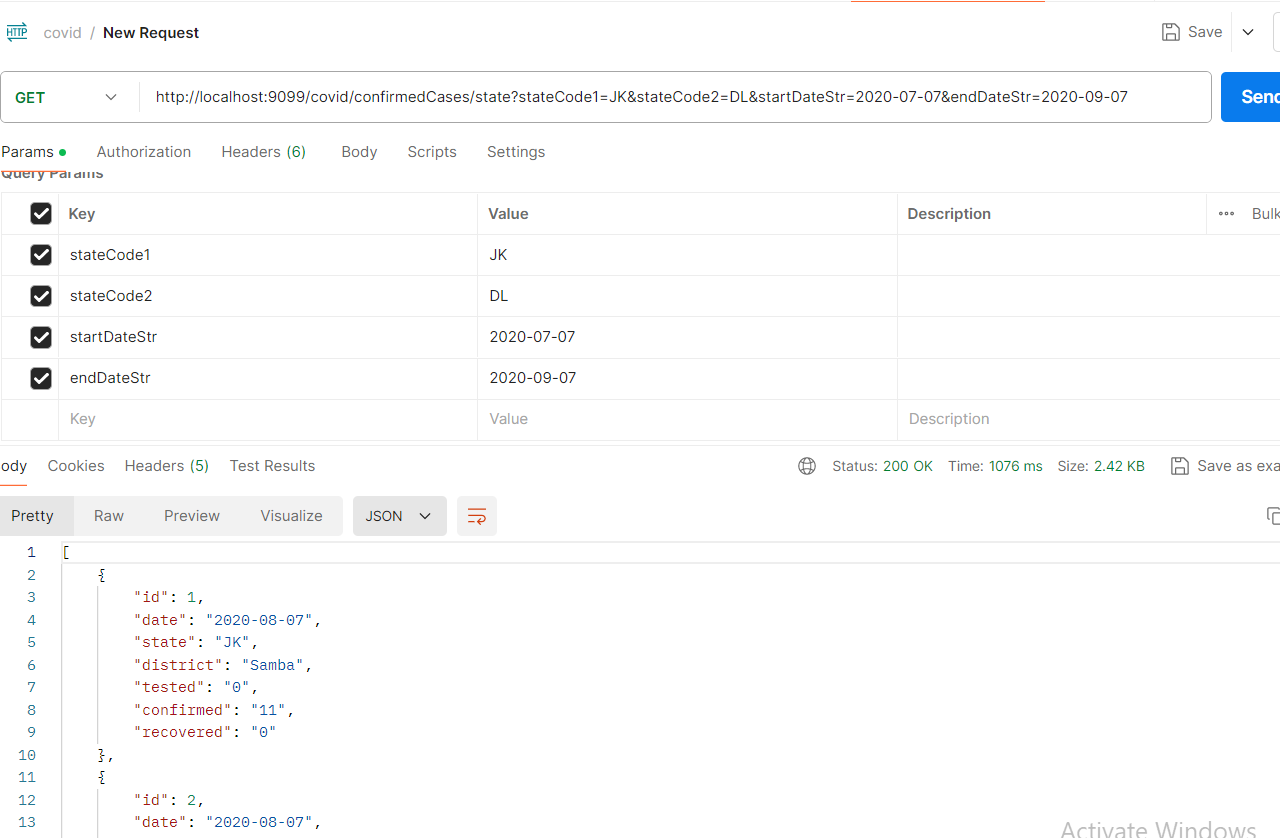 HTTP covid / New Request Save
GET http://localhost:9099/covid/confirmedCases/state?stateCode1=JK&stateCode2=DL&startDateStr=2020-07-07&endDateStr=2020-09-07 Send
Params Authorization Headers (6) Body Scripts Settings
Query Params
Key Value Description ••• Bulk
stateCode1 JK
stateCode2 DL
startDateStr 2020-07-07
endDateStr 2020-09-07
Key Value Description
ody Cookies Headers (5) Test Results Status: 200 OK Time: 1076 ms Size: 2.42 KB Save as exa
Pretty Raw Preview Visualize JSON
1 [
2 {
3 "id": 1,
4 "date": "2020-08-07",
5 "state": "JK",
6 "district": "Samba",
7 "tested": "0",
8 "confirmed": "11",
9 "recovered": "0"
10 },
11 {
12 "id": 2,
13 "date": "2020-08-07",
Activate Windows